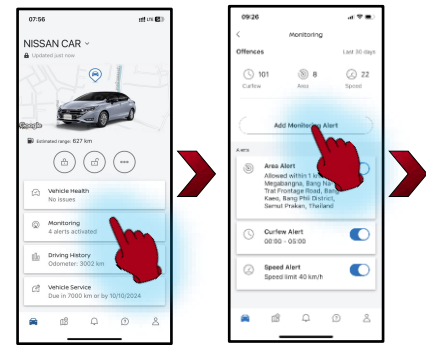 07:56
LTE
NISSAN CAR
Updated just now
Google
Estimated range: 627 km
Vehicle Health
No issues
Monitoring
4 alerts activated
Driving History
Odometer: 3002 km
Vehicle Service
Due in 7000 km or by 10/10/2024
09:26
Monitoring
Offences
Last 30 days
101
8
22
Curfew
Area
Speed
Add Monitoring Alert
Alerts
Area Alert
Allowed within 1 k
Megabangna, Bang Na-
Trat Frontage Road, Bang
Kaeo, Bang Phli District,
Samut Prakan, Thailand
Curfew Alert
00:00 - 05:00
Speed Alert
Speed limit 40 km/h